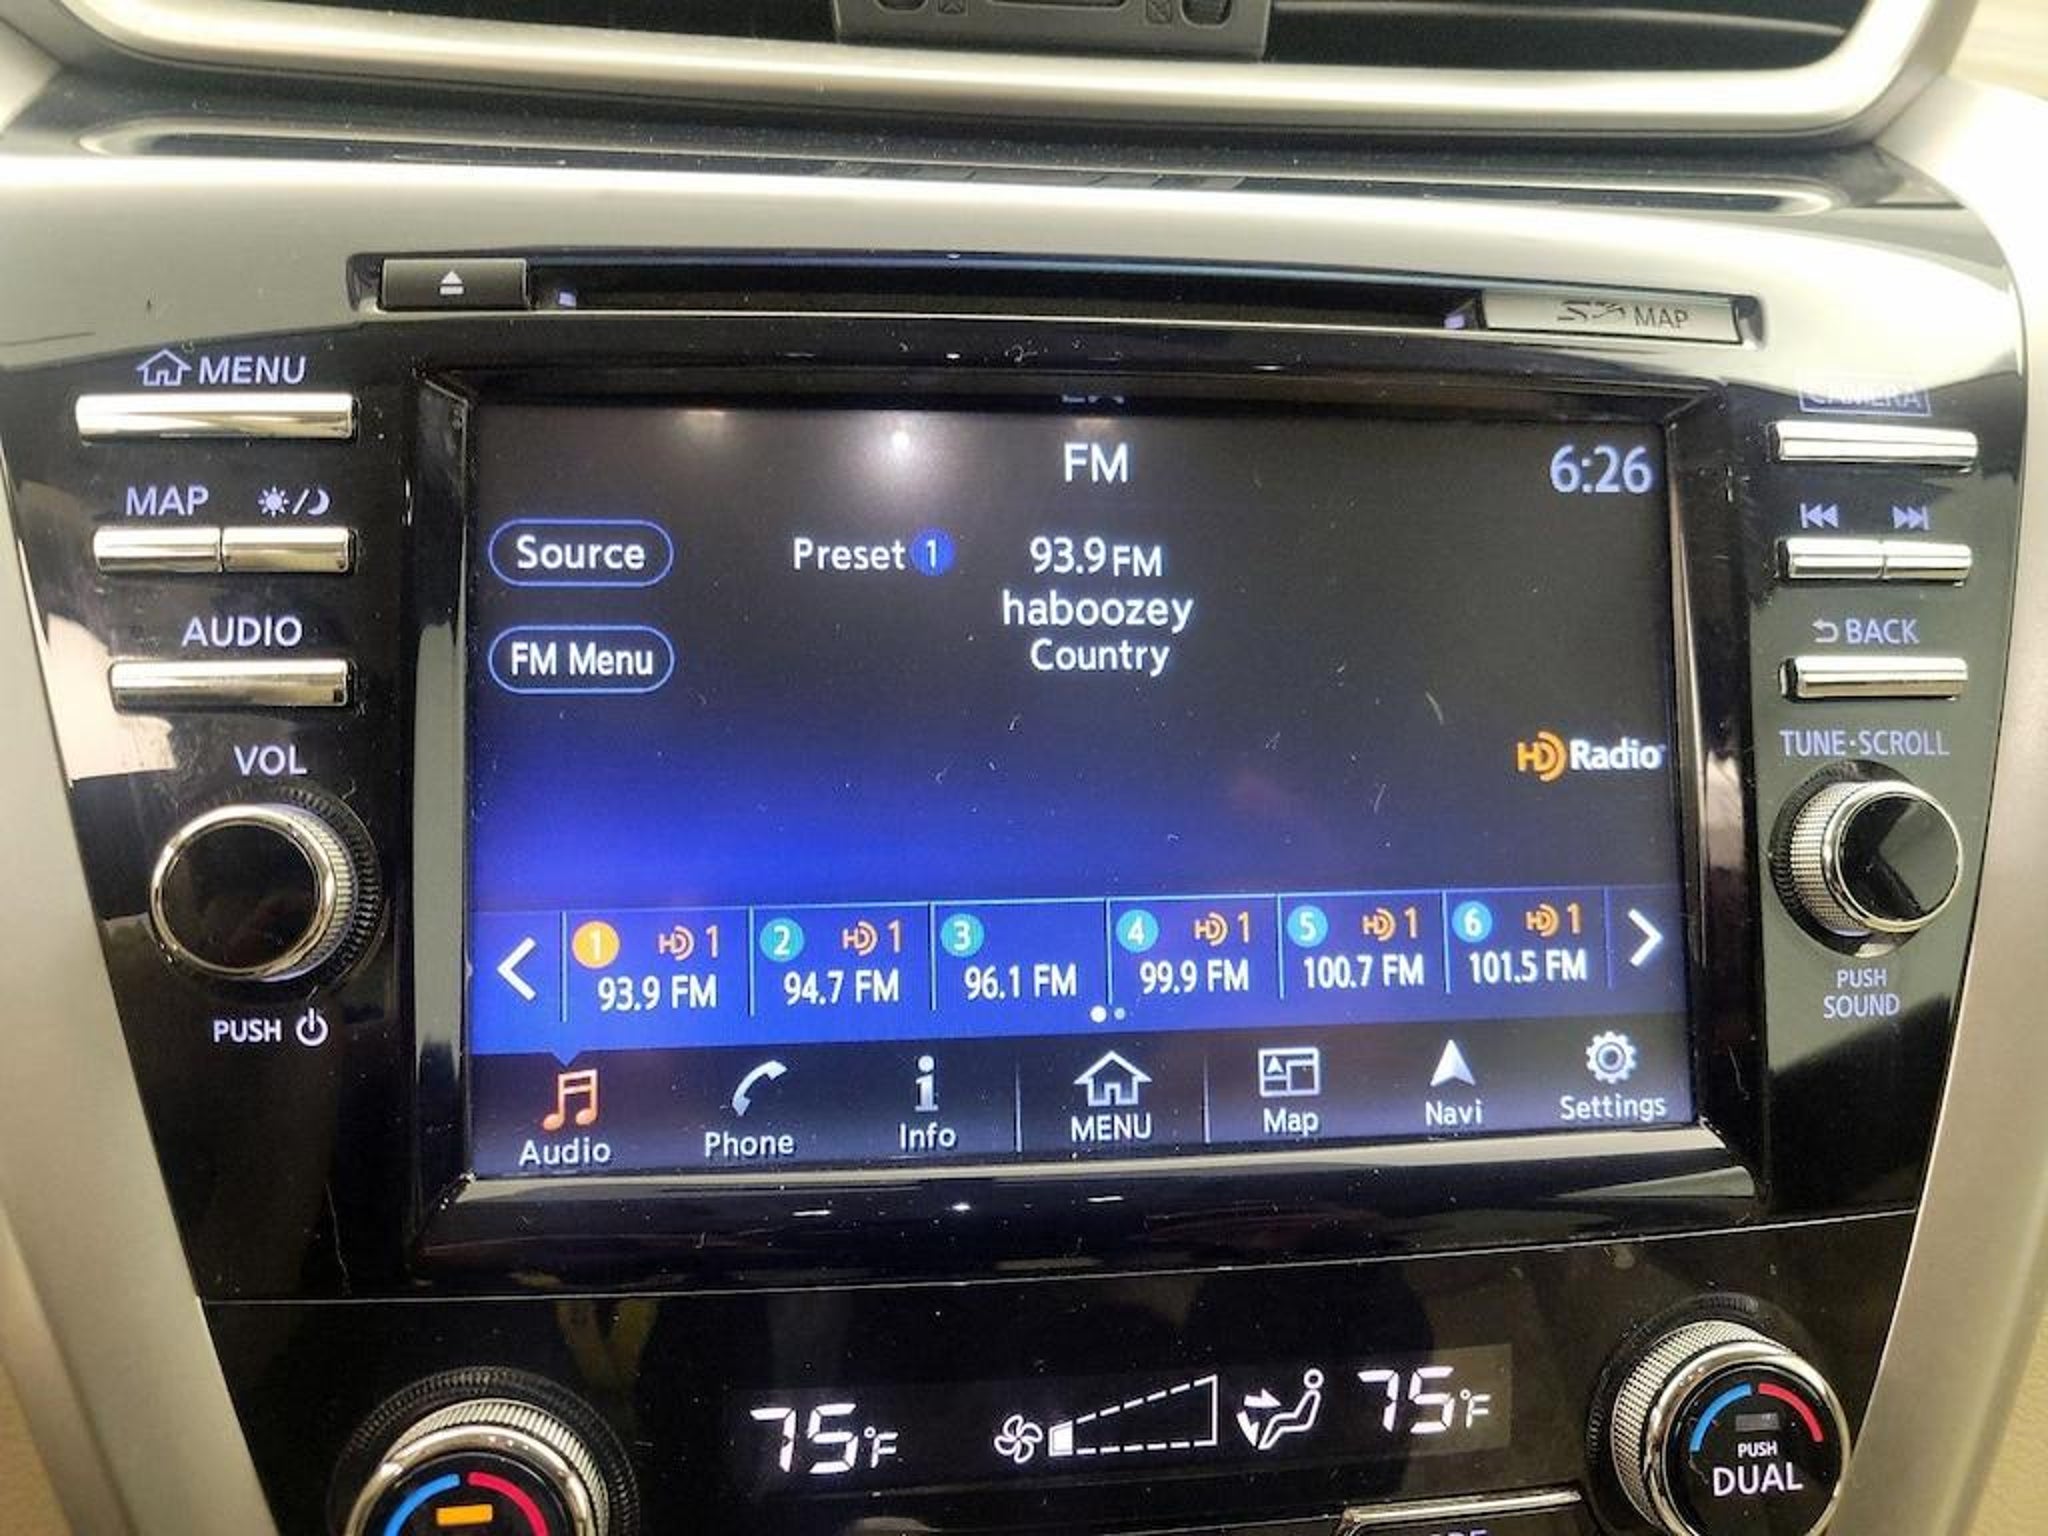 MAP
MENU
CAMERA
FM
6:26
MAP
Source
Preset 1
93.9 FM
haboozey
Country
FM Menu
AUDIO
BACK
VOL
HD Radio
TUNE·SCROLL
1 HD 1
93.9 FM
2 HD 1
94.7 FM
3
96.1 FM
4 HD 1
99.9 FM
5 HD 1
100.7 FM
6 HD 1
101.5 FM
PUSH
PUSH
SOUND
Audio
Phone
Info
MENU
Map
Navi
Settings
75°F
75°F
PUSH
DUAL